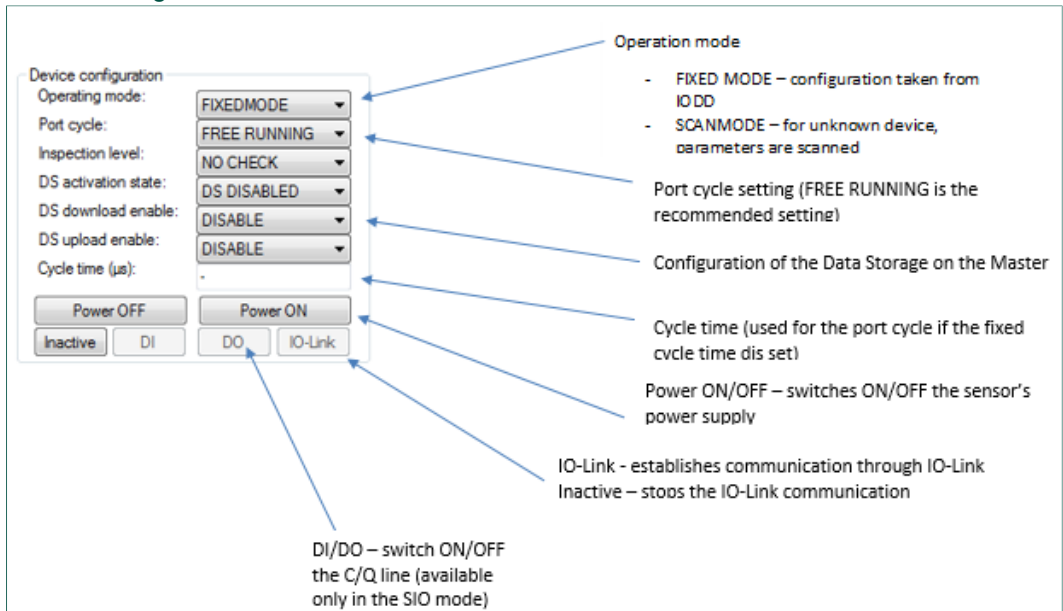 Device configuration
Operating mode:
FIXEDMODE
Port cycle:
FREE RUNNING
Inspection level:
NO CHECK
DS activation state:
DS DISABLED
DS download enable:
DISABLE
DS upload enable:
DISABLE
Cycle time (µs):
-
Power OFF
Power ON
Inactive
DI
DO
IO-Link
Operation mode
- FIXED MODE – configuration taken from
IODD
- SCANMODE – for unknown device,
parameters are scanned
Port cycle setting (FREE RUNNING is the
recommended setting)
Configuration of the Data Storage on the Master
Cycle time (used for the port cycle if the fixed
cycle time dis set)
Power ON/OFF – switches ON/OFF the sensor's
power supply
IO-Link - establishes communication through IO-Link
Inactive – stops the IO-Link communication
DI/DO – switch ON/OFF
the C/Q line (available
only in the SIO mode)